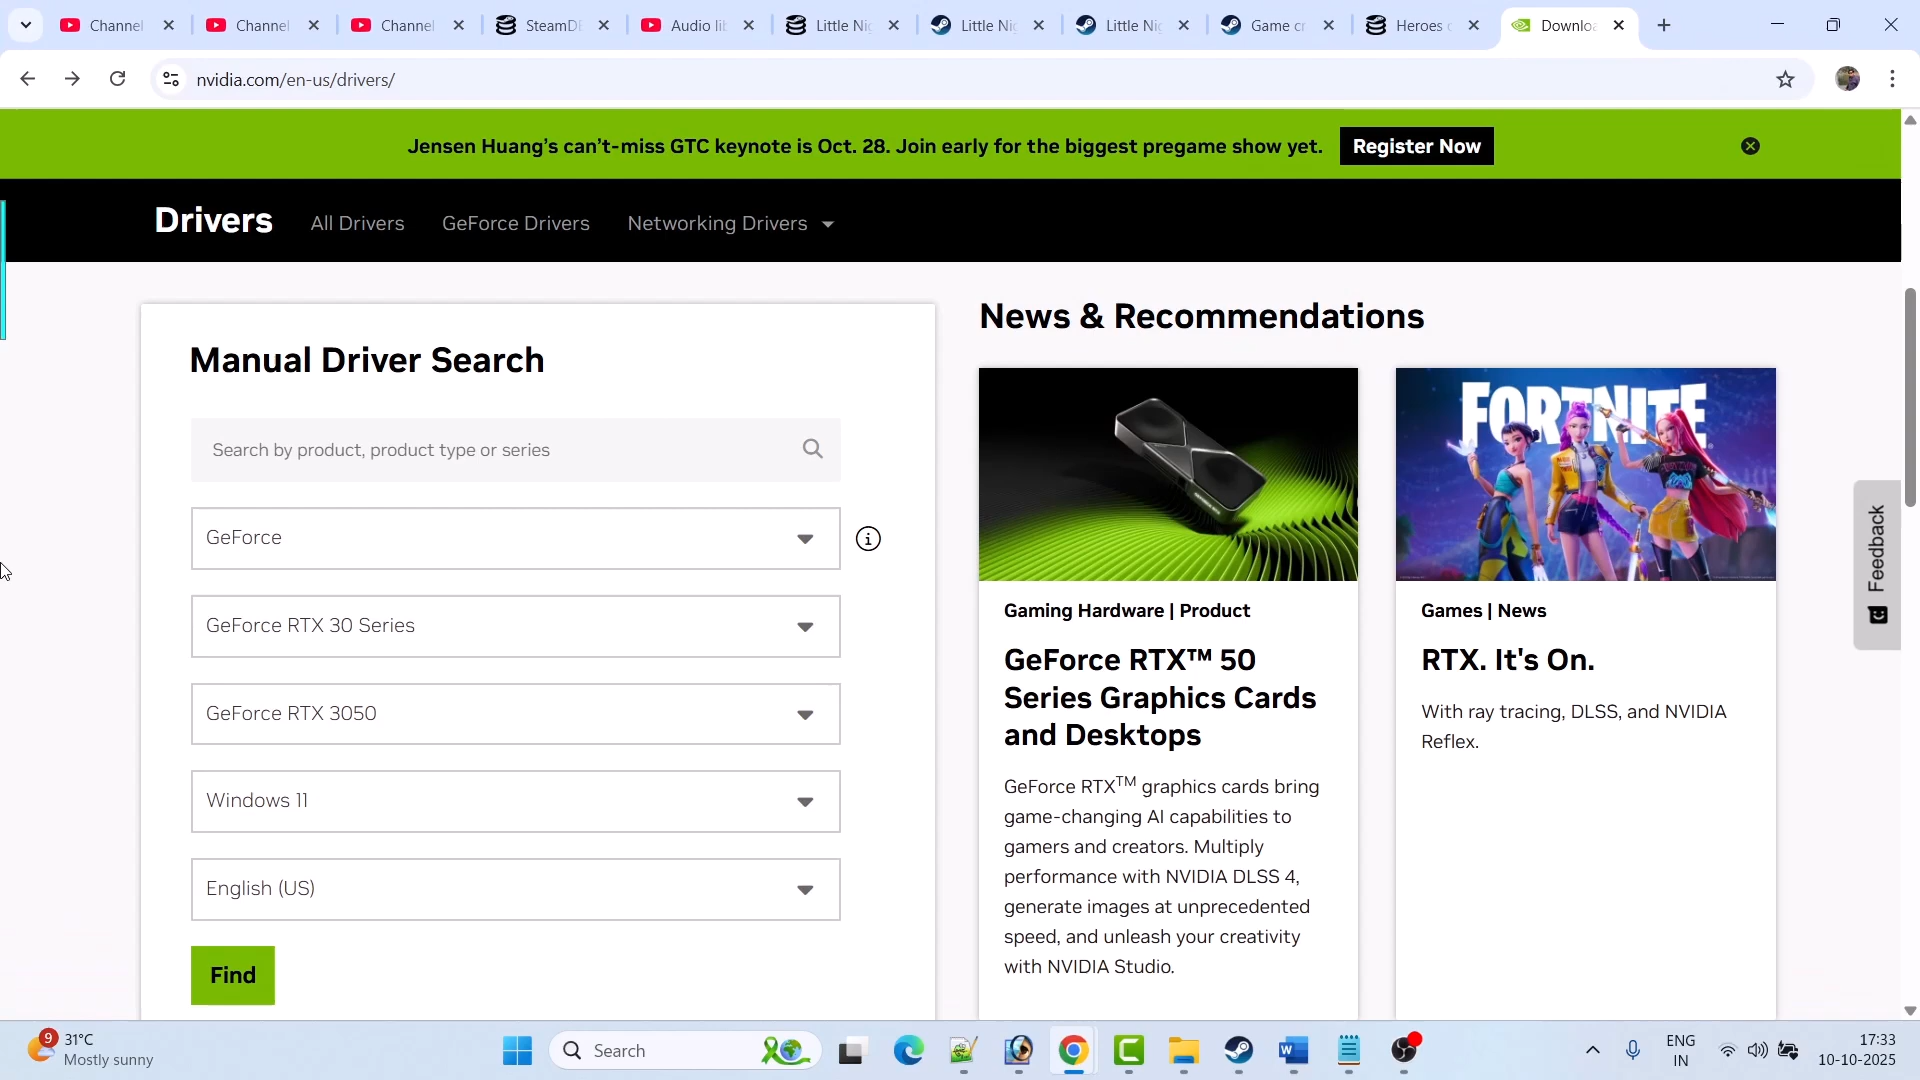 Channel
Channel
Channel
SteamDB
Audio lib
Little Nig
Little Nig
Little Nig
Game cr
Heroes o
Downloa
nvidia.com/en-us/drivers/
Jensen Huang's can't-miss GTC keynote is Oct. 28. Join early for the biggest pregame show yet.
Register Now
Drivers
All Drivers
GeForce Drivers
Networking Drivers
Manual Driver Search
Search by product, product type or series
GeForce
GeForce RTX 30 Series
GeForce RTX 3050
Windows 11
English (US)
Find
News & Recommendations
Gaming Hardware | Product
GeForce RTX™ 50
Series Graphics Cards
and Desktops
GeForce RTX™ graphics cards bring
game-changing AI capabilities to
gamers and creators. Multiply
performance with NVIDIA DLSS 4,
generate images at unprecedented
speed, and unleash your creativity
with NVIDIA Studio.
FORTNITE
Games | News
RTX. It's On.
With ray tracing, DLSS, and NVIDIA
Reflex.
Feedback
9
31°C
Mostly sunny
Search
ENG
IN
17:33
10-10-2025